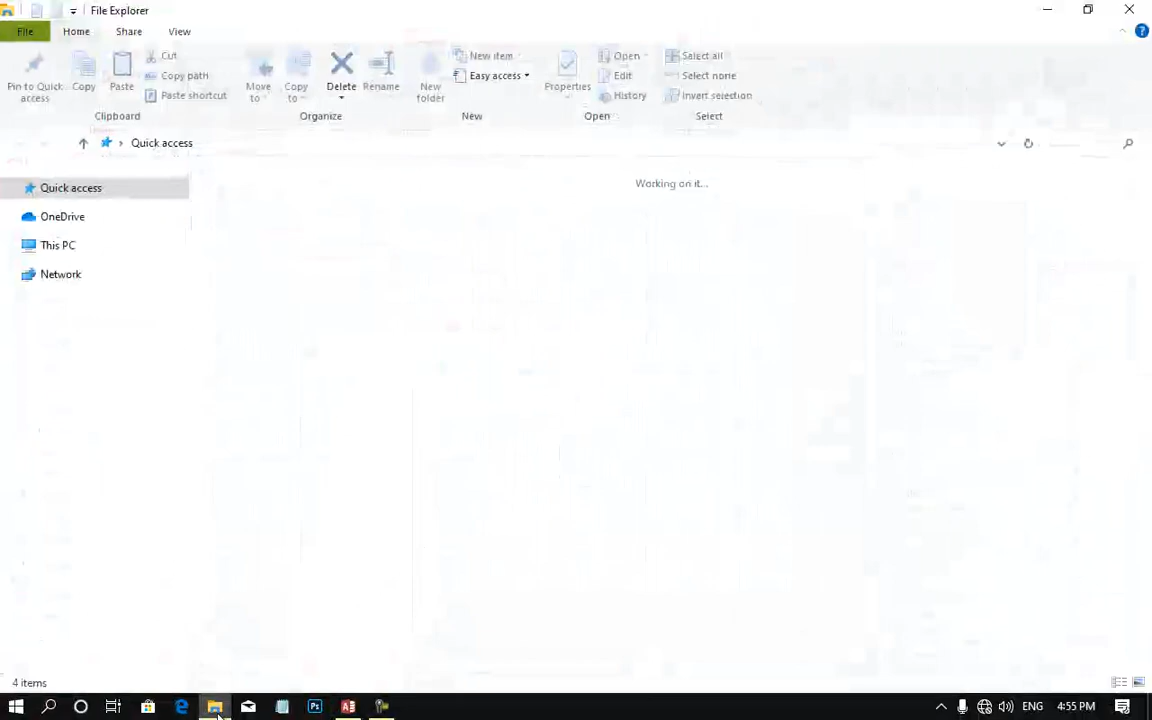 File Explorer
File Home Share View
Pin to Quick access
Copy
Paste
Cut
Copy path
Paste shortcut
Clipboard
Move to
Copy to
Delete
Rename
Organize
New folder
New item
Easy access
New
Properties
Open
Edit
History
Open
Select all
Select none
Invert selection
Select
Quick access
Quick access
Working on it...
OneDrive
This PC
Network
4 items
Ps
ENG
4:55 PM